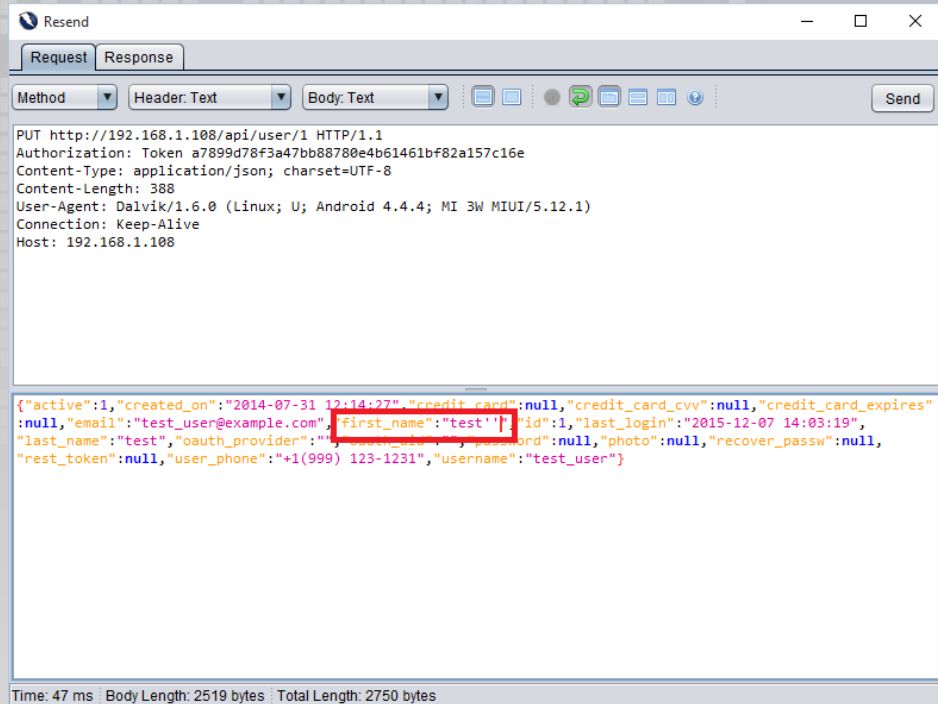 Resend
Request Response
Method Header: Text Body: Text Send
PUT http://192.168.1.108/api/user/1 HTTP/1.1
Authorization: Token a7899d78f3a47bb88780e4b61461bf82a157c16e
Content-Type: application/json; charset=UTF-8
Content-Length: 388
User-Agent: Dalvik/1.6.0 (Linux; U; Android 4.4.4; MI 3W MIUI/5.12.1)
Connection: Keep-Alive
Host: 192.168.1.108
{"active":1,"created_on":"2014-07-31 12:14:27","credit_card":null,"credit_card_cvv":null,"credit_card_expires"
:null,"email":"test_user@example.com","first_name":"test''","id":1,"last_login":"2015-12-07 14:03:19",
"last_name":"test","oauth_provider":"","oauth_uid":"","password":null,"photo":null,"recover_passw":null,
"rest_token":null,"user_phone":"+1(999) 123-1231","username":"test_user"}
Time: 47 ms Body Length: 2519 bytes Total Length: 2750 bytes